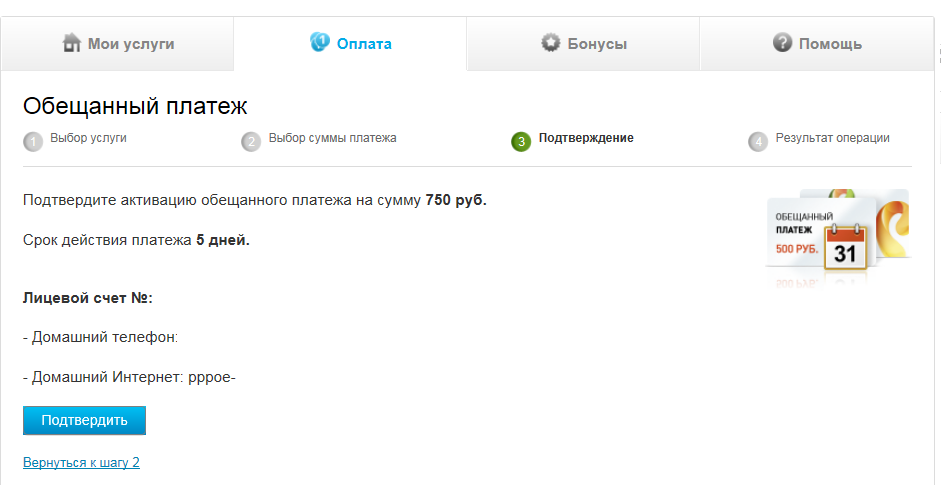 Мои услуги
Оплата
Бонусы
Помощь
Обещанный платеж
1 Выбор услуги
2 Выбор суммы платежа
3 Подтверждение
4 Результат операции
Подтвердите активацию обещанного платежа на сумму 750 руб.
ОБЕЩАННЫЙ
ПЛАТЕЖ
500 РУБ.
31
Срок действия платежа 5 дней.
Лицевой счет №:
- Домашний телефон:
- Домашний Интернет: pppoe-
Подтвердить
Вернуться к шагу 2